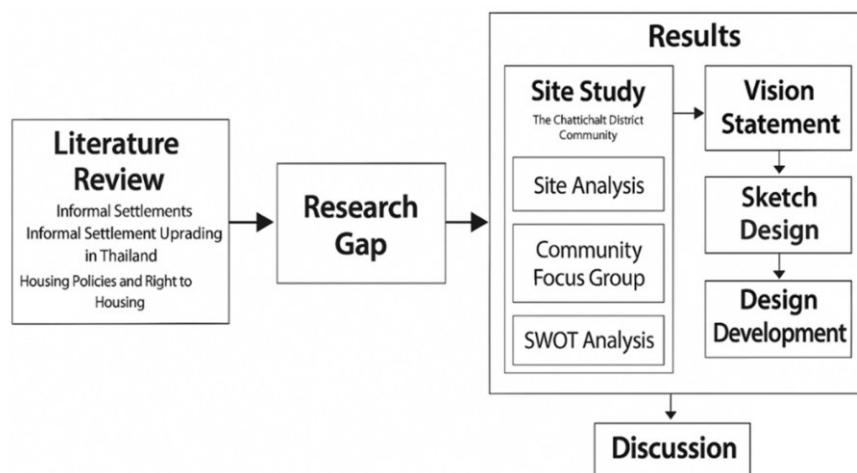 Literature
Review
Informal Settlements
Informal Settlement Uprading
in Thailand
Housing Policies and Right to
Housing
Research
Gap
Results
Site Study
The Chattichalt District
Community
Site Analysis
Community
Focus Group
SWOT Analysis
Vision
Statement
Sketch
Design
Design
Development
Discussion